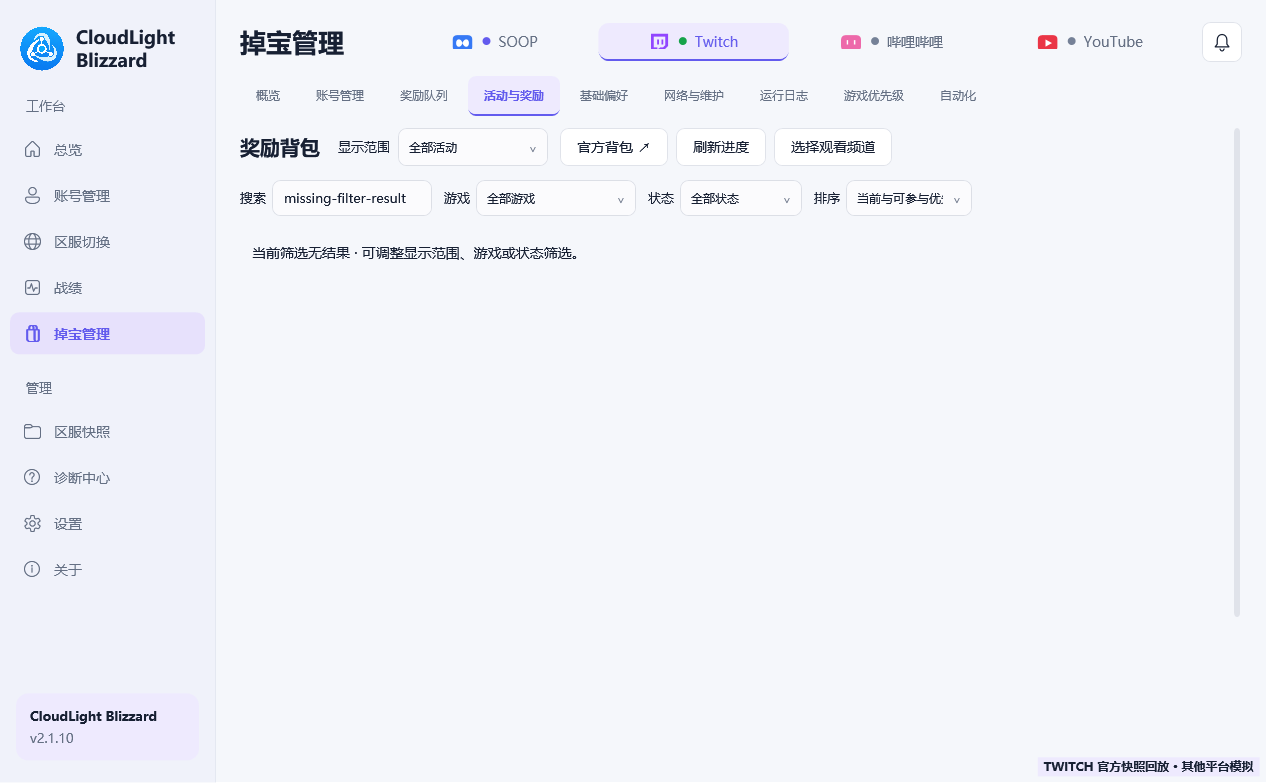 CloudLight
Blizzard
工作台
总览
账号管理
区服切换
战绩
掉宝管理
管理
区服快照
诊断中心
设置
关于
CloudLight Blizzard
v2.1.10
掉宝管理
SOOP
Twitch
哔哩哔哩
YouTube
概览 账号管理 奖励队列 活动与奖励 基础偏好 网络与维护 运行日志 游戏优先级 自动化
奖励背包 显示范围 全部活动 官方背包 ↗ 刷新进度 选择观看频道
搜索 missing-filter-result 游戏 全部游戏 状态 全部状态 排序 当前与可参与优
当前筛选无结果 · 可调整显示范围、游戏或状态筛选。
TWITCH 官方快照回放 • 其他平台模拟